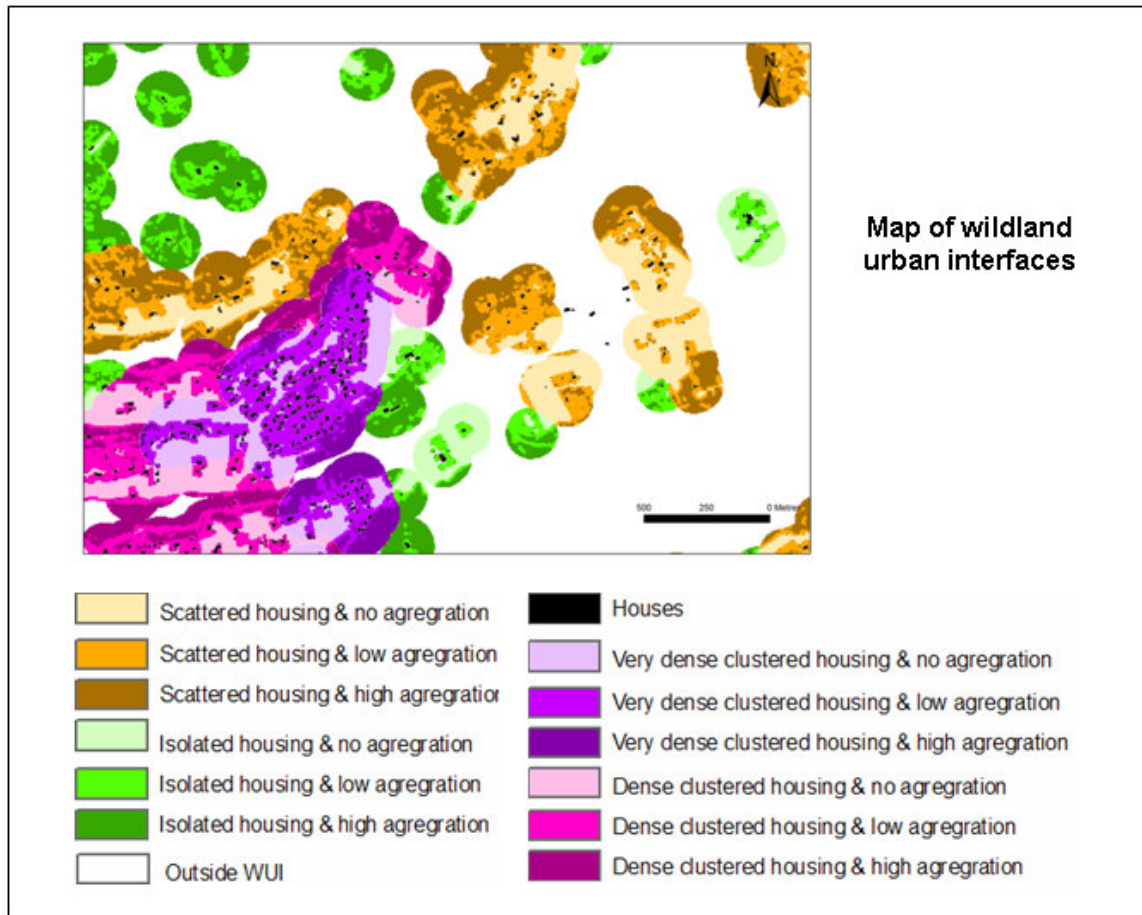 N
Map of wildland
urban interfaces
500 250 0 Metres
Scattered housing & no agregration
Scattered housing & low agregration
Scattered housing & high agregration
Isolated housing & no agregration
Isolated housing & low agregration
Isolated housing & high agregration
Outside WUI
Houses
Very dense clustered housing & no agregration
Very dense clustered housing & low agregration
Very dense clustered housing & high agregration
Dense clustered housing & no agregration
Dense clustered housing & low agregration
Dense clustered housing & high agregration